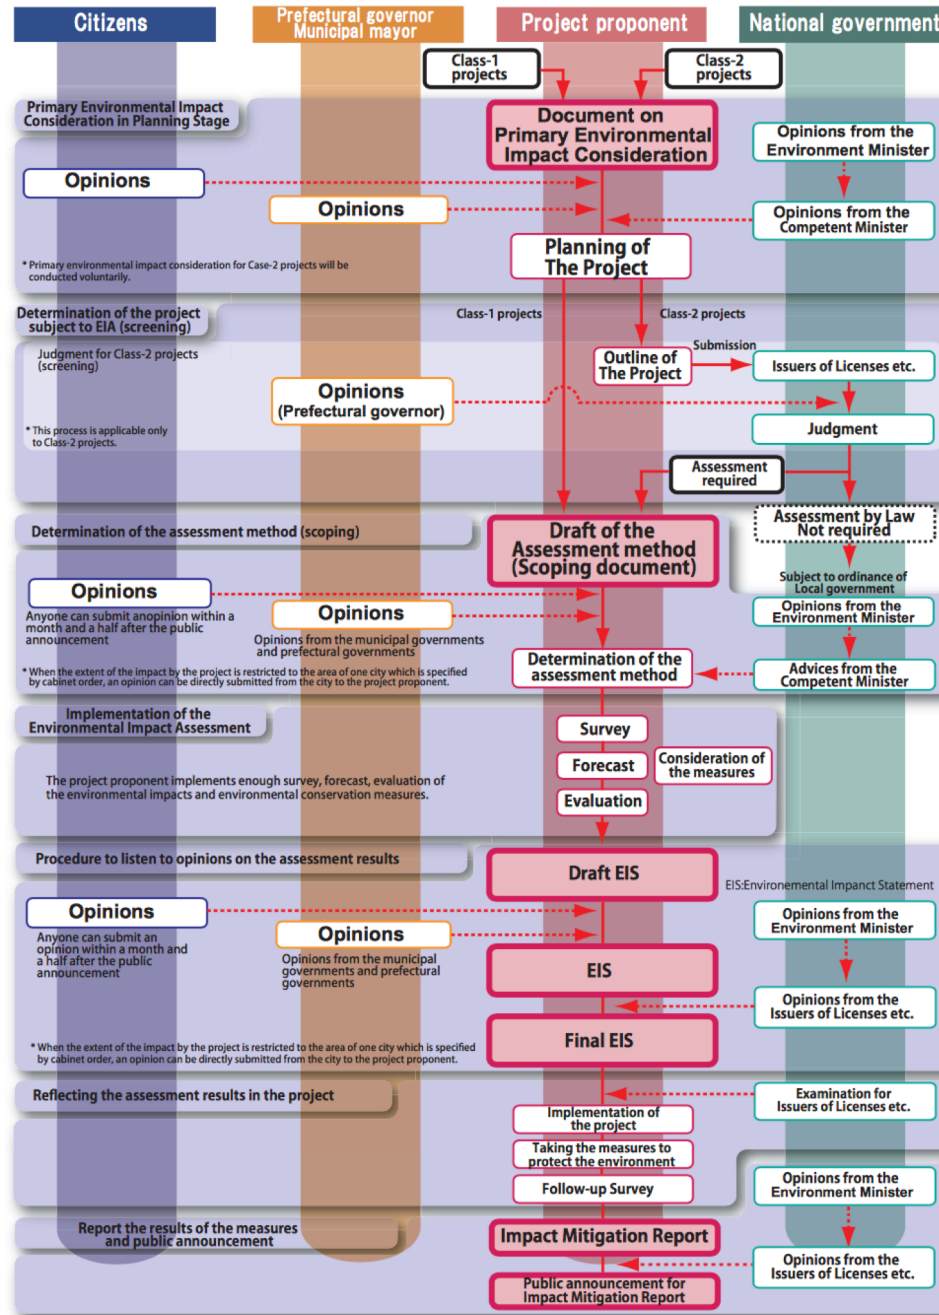 Citizens
Prefectural governor
Municipal mayor
Project proponent
National government
Class-1
projects
Class-2
projects
Primary Environmental Impact
Consideration in Planning Stage
Document on
Primary Environmental
Impact Consideration
Opinions from the
Environment Minister
Opinions
Opinions
Opinions from the
Competent Minister
Planning of
The Project
* Primary environmental impact consideration for Case-2 projects will be
conducted voluntarily.
Determination of the project
subject to EIA (screening)
Class-1 projects
Class-2 projects
Judgment for Class-2 projects
(screening)
Outline of
The Project
Submission
Issuers of Licenses etc.
Opinions
(Prefectural governor)
* This process is applicable only
to Class-2 projects.
Judgment
Assessment
required
Determination of the assessment method (scoping)
Draft of the
Assessment method
(Scoping document)
Assessment by Law
Not required
Subject to ordinance of
Local government
Opinions
Anyone can submit anopinion within a
month and a half after the public
announcement
Opinions
Opinions from the municipal governments
and prefectural governments
Opinions from the
Environment Minister
* When the extent of the impact by the project is restricted to the area of one city which is specified
by cabinet order, an opinion can be directly submitted from the city to the project proponent.
Determination of the
assessment method
Advices from the
Competent Minister
Implementation of the
Environmental Impact Assessment
Survey
Forecast
Evaluation
Consideration of
the measures
The project proponent implements enough survey, forecast, evaluation of
the environmental impacts and environmental conservation measures.
Procedure to listen to opinions on the assessment results
Draft EIS
EIS:Environemental Impanct Statement
Opinions
Anyone can submit an
opinion within a month and
a half after the public
announcement
Opinions
Opinions from the municipal
governments and prefectural
governments
Opinions from the
Environment Minister
EIS
Opinions from the
Issuers of Licenses etc.
Final EIS
* When the extent of the impact by the project is restricted to the area of one city which is specified
by cabinet order, an opinion can be directly submitted from the city to the project proponent.
Reflecting the assessment results in the project
Examination for
Issuers of Licenses etc.
Implementation of
the project
Taking the measures to
protect the environment
Follow-up Survey
Opinions from the
Environment Minister
Report the results of the measures
and public announcement
Impact Mitigation Report
Opinions from the
Issuers of Licenses etc.
Public announcement for
Impact Mitigation Report